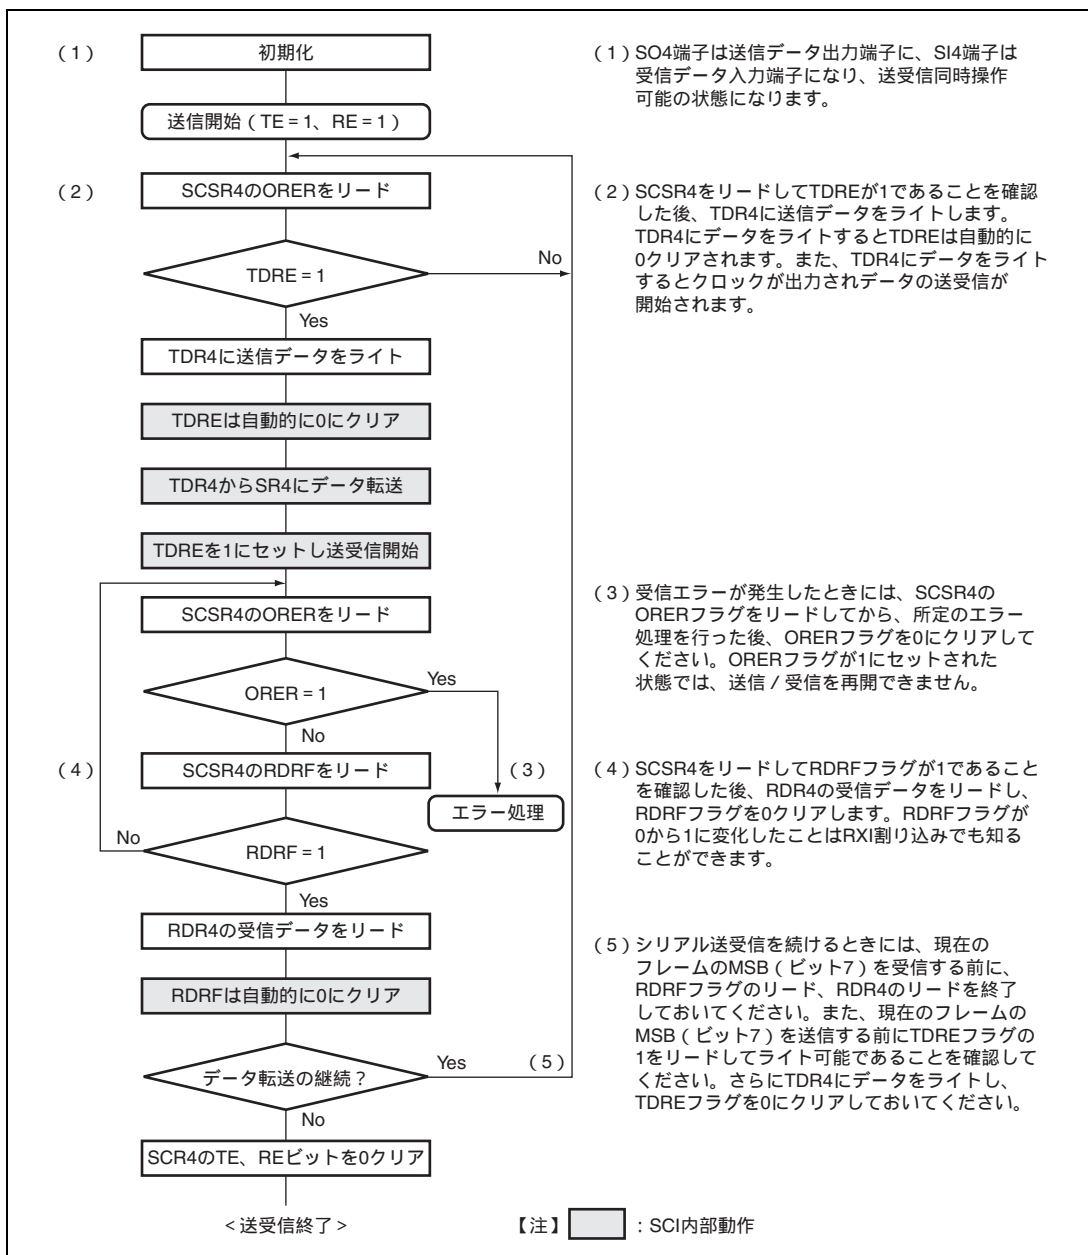 （1）
初期化
送信開始（TE = 1、RE = 1）
（2）
SCSR4のORERをリード
TDRE = 1
No
Yes
TDR4に送信データをライト
TDREは自動的に0にクリア
TDR4からSR4にデータ転送
TDREを1にセットし送受信開始
SCSR4のORERをリード
ORER = 1
Yes
No
（4）
SCSR4のRDRFをリード
（3）
エラー処理
No
RDRF = 1
Yes
RDR4の受信データをリード
RDRFは自動的に0にクリア
データ転送の継続？
Yes
（5）
No
SCR4のTE、REビットを0クリア
＜送受信終了＞
【注】
：SCI内部動作
（1）SO4端子は送信データ出力端子に、SI4端子は
受信データ入力端子になり、送受信同時操作
可能の状態になります。
（2）SCSR4をリードしてTDREが1であることを確認
した後、TDR4に送信データをライトします。
TDR4にデータをライトするとTDREは自動的に
0クリアされます。また、TDR4にデータをライト
するとクロックが出力されデータの送受信が
開始されます。
（3）受信エラーが発生したときには、SCSR4の
ORERフラグをリードしてから、所定のエラー
処理を行った後、ORERフラグを0にクリアして
ください。ORERフラグが1にセットされた
状態では、送信 / 受信を再開できません。
（4）SCSR4をリードしてRDRFフラグが1であること
を確認した後、RDR4の受信データをリードし、
RDRFフラグを0クリアします。RDRFフラグが
0から1に変化したことはRXI割り込みでも知る
ことができます。
（5）シリアル送受信を続けるときには、現在の
フレームのMSB（ビット7）を受信する前に、
RDRFフラグのリード、RDR4のリードを終了
しておいてください。また、現在のフレームの
MSB（ビット7）を送信する前にTDREフラグの
1をリードしてライト可能であることを確認して
ください。さらにTDR4にデータをライトし、
TDREフラグを0にクリアしておいてください。